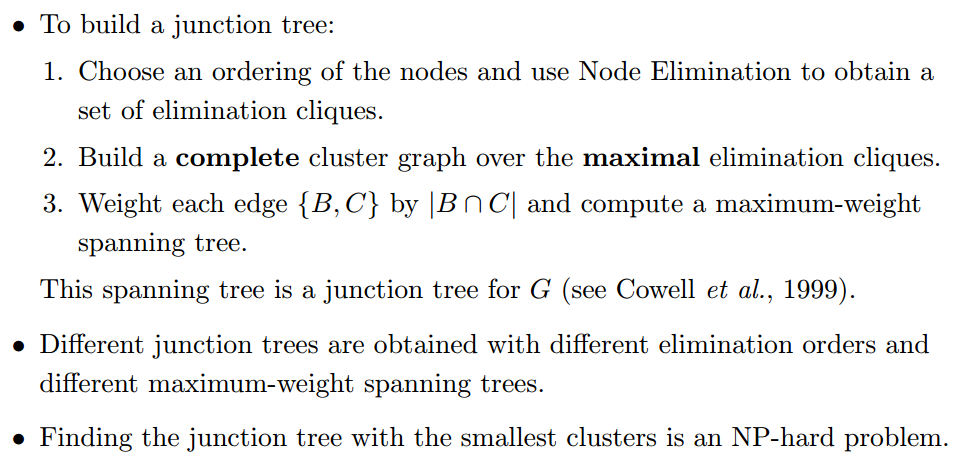 • To build a junction tree:
1. Choose an ordering of the nodes and use Node Elimination to obtain a
set of elimination cliques.
2. Build a complete cluster graph over the maximal elimination cliques.
3. Weight each edge {B, C} by |B ∩ C| and compute a maximum-weight
spanning tree.
This spanning tree is a junction tree for G (see Cowell et al., 1999).
• Different junction trees are obtained with different elimination orders and
different maximum-weight spanning trees.
• Finding the junction tree with the smallest clusters is an NP-hard problem.